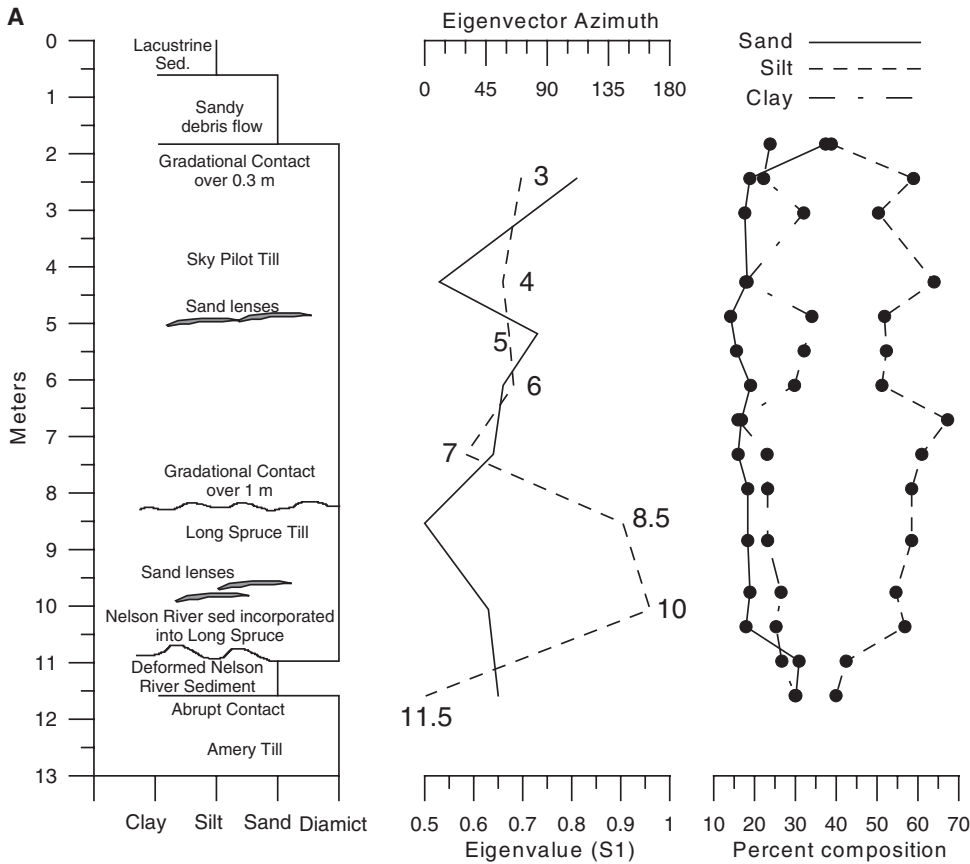 A
Eigenvector Azimuth
0 45 90 135 180
Sand
Silt
Clay
Meters
0
1
2
3
4
5
6
7
8
9
10
11
12
13
Lacustrine
Sed.
Sandy
debris flow
Gradational Contact
over 0.3 m
Sky Pilot Till
Sand lenses
Gradational Contact
over 1 m
Long Spruce Till
Sand lenses
Nelson River sed incorporated
into Long Spruce
Deformed Nelson
River Sediment
Abrupt Contact
Amery Till
Clay Silt Sand Diamict
3
4
5
6
7
8.5
10
11.5
0.5 0.6 0.7 0.8 0.9 1
Eigenvalue (S1)
10 20 30 40 50 60 70
Percent composition